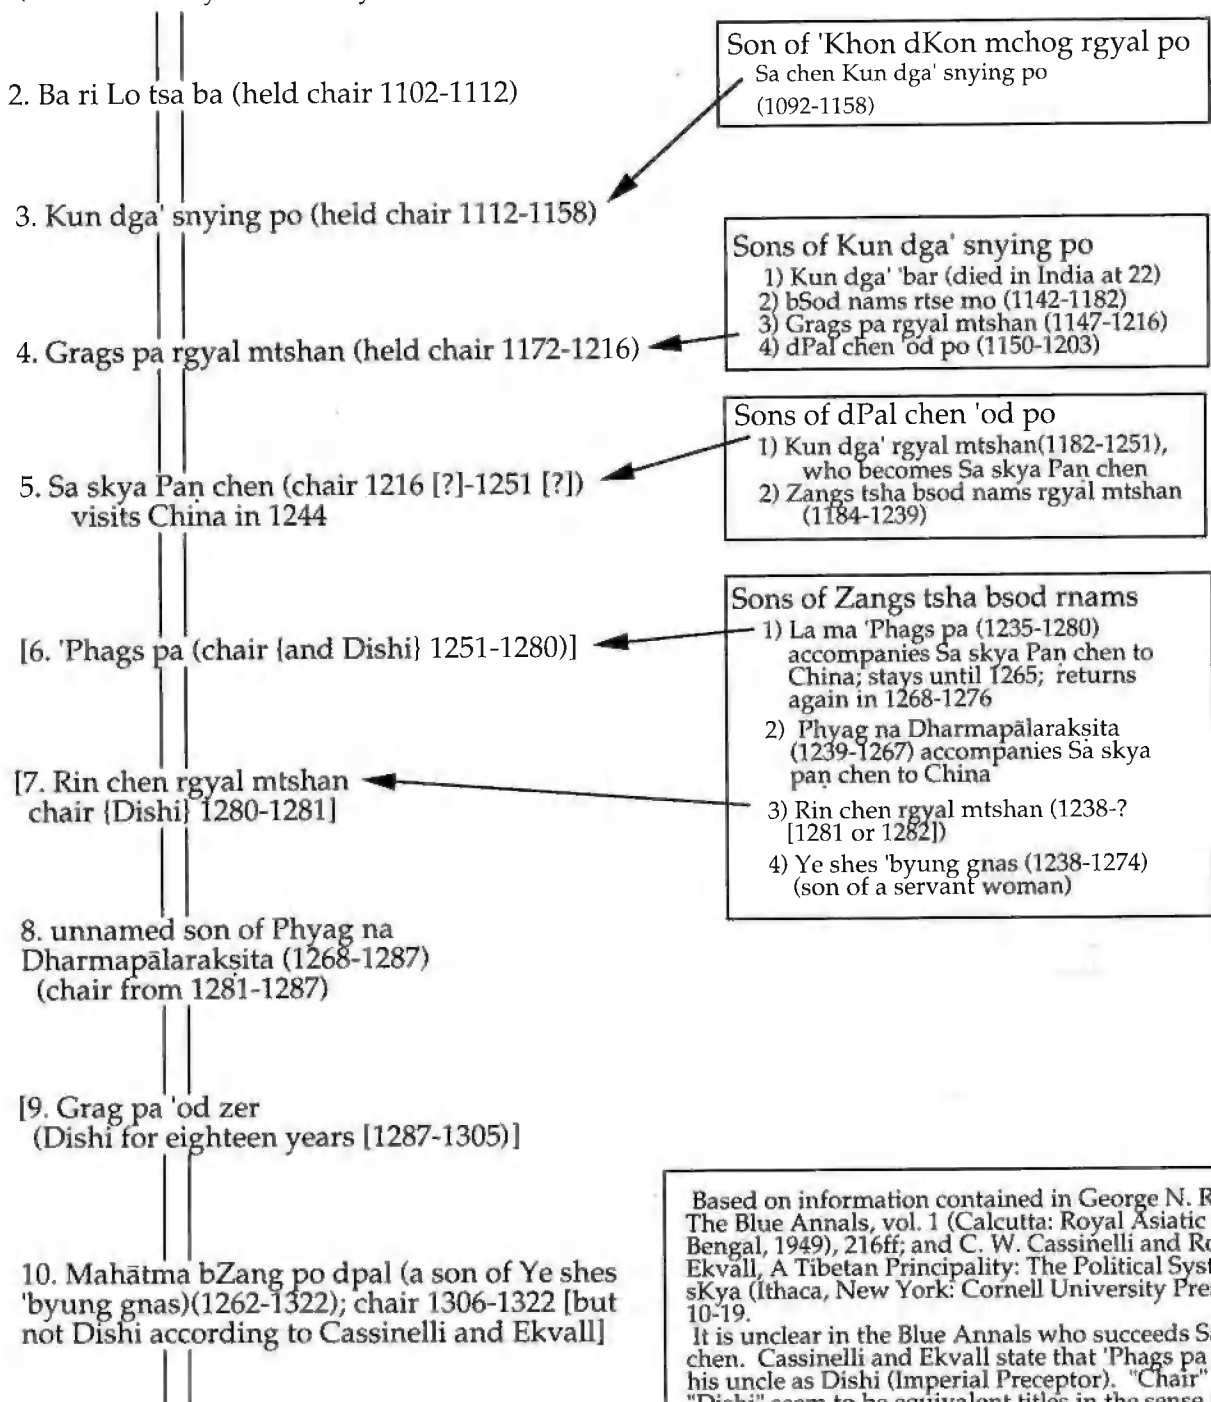 2. Ba ri Lo tsa ba (held chair 1102-1112)
Son of 'Khon dKon mchog rgyal po
Sa chen Kun dga' snying po
(1092-1158)
3. Kun dga' snying po (held chair 1112-1158)
Sons of Kun dga' snying po
1) Kun dga' 'bar (died in India at 22)
2) bSod nams rtse mo (1142-1182)
3) Grags pa rgyal mtshan (1147-1216)
4) dPal chen 'od po (1150-1203)
4. Grags pa rgyal mtshan (held chair 1172-1216)
Sons of dPal chen 'od po
1) Kun dga' rgyal mtshan(1182-1251),
who becomes Sa skya Paṇ chen
2) Zangs tsha bsod nams rgyal mtshan
(1184-1239)
5. Sa skya Paṇ chen (chair 1216 [?]-1251 [?])
visits China in 1244
Sons of Zangs tsha bsod rnams
1) La ma 'Phags pa (1235-1280)
accompanies Sa skya Paṇ chen to
China; stays until 1265; returns
again in 1268-1276
2) Phyag na Dharmapālarakṣita
(1239-1267) accompanies Sa skya
paṇ chen to China
3) Rin chen rgyal mtshan (1238-?
[1281 or 1282])
4) Ye shes 'byung gnas (1238-1274)
(son of a servant woman)
[6. 'Phags pa (chair {and Dishi} 1251-1280)]
[7. Rin chen rgyal mtshan
chair {Dishi} 1280-1281]
8. unnamed son of Phyag na
Dharmapālarakṣita (1268-1287)
(chair from 1281-1287)
[9. Grag pa 'od zer
(Dishi for eighteen years [1287-1305)]
10. Mahātma bZang po dpal (a son of Ye shes
'byung gnas)(1262-1322); chair 1306-1322 [but
not Dishi according to Cassinelli and Ekvall]
Based on information contained in George N. R
The Blue Annals, vol. 1 (Calcutta: Royal Asiatic
Bengal, 1949), 216ff; and C. W. Cassinelli and Ro
Ekvall, A Tibetan Principality: The Political Syst
sKya (Ithaca, New York: Cornell University Pre
10-19.
It is unclear in the Blue Annals who succeeds S
chen. Cassinelli and Ekvall state that 'Phags pa
his uncle as Dishi (Imperial Preceptor). "Chair"
"Dishi" seem to be equivalent titles in the sense